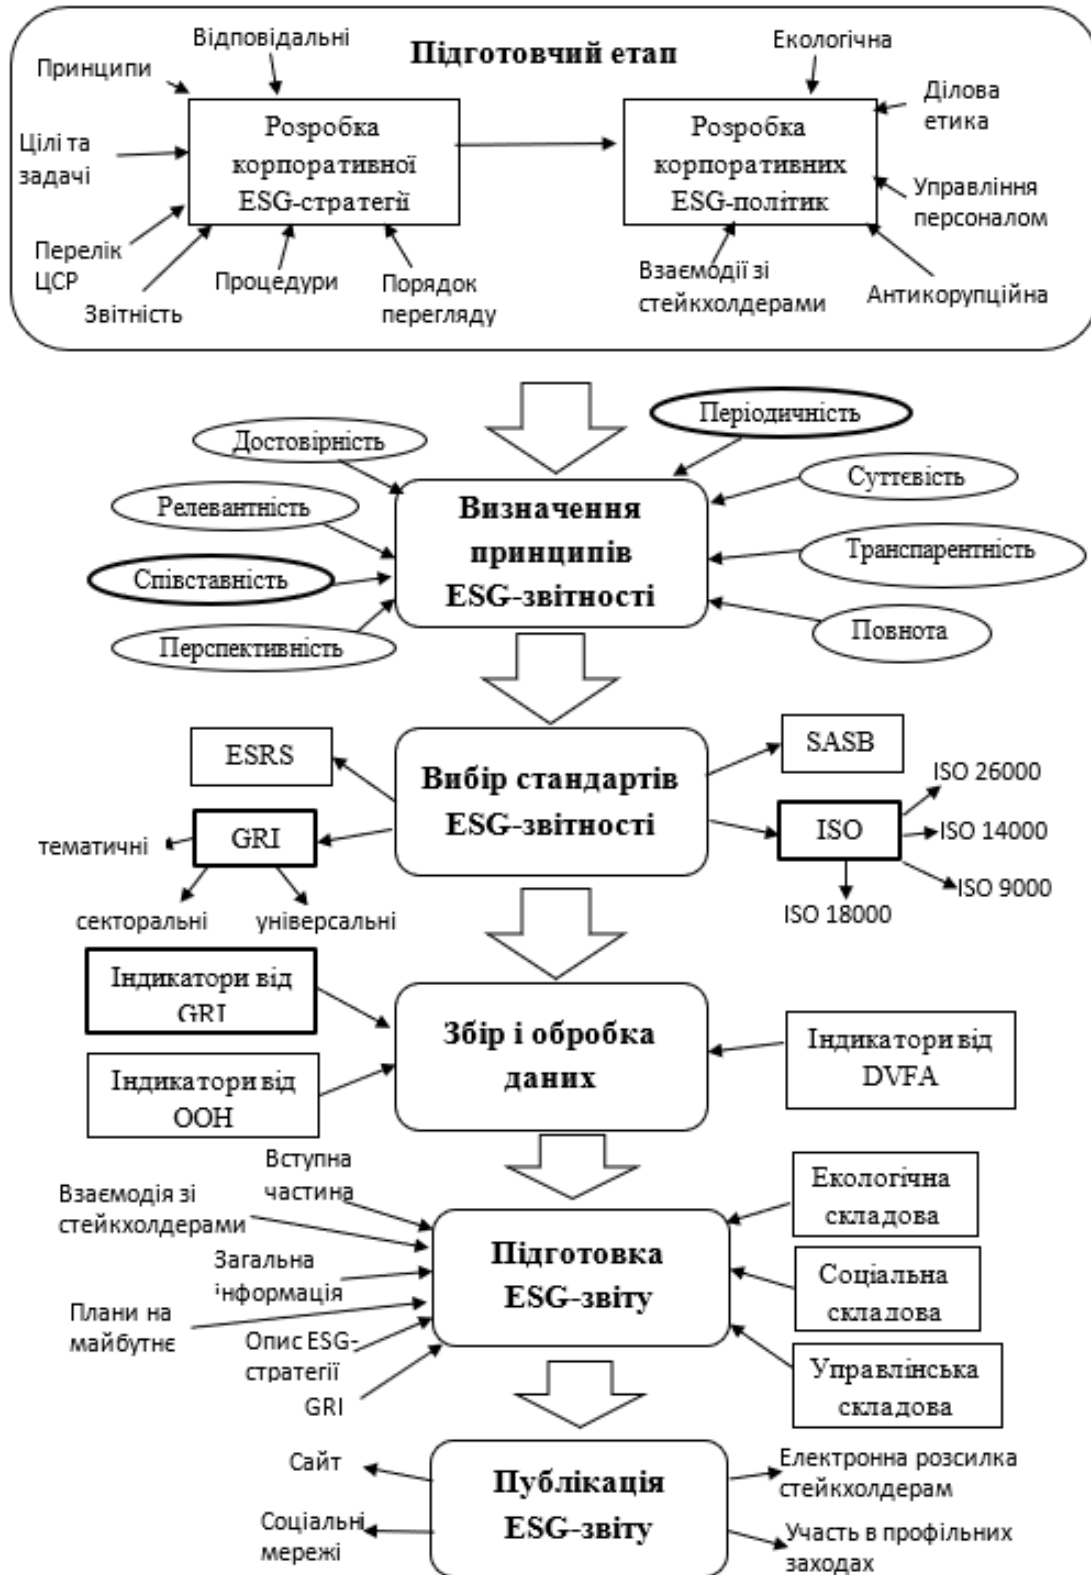 Підготовчий етап
Відповідальні
Принципи
Цілі та
задачі
Перелік
ЦСР
Звітність
Процедури
Порядок
перегляду
Розробка
корпоративної
ESG-стратегії
Розробка
корпоративних
ESG-політик
Екологічна
Ділова
етика
Управління
персоналом
Взаємодії зі
стейкхолдерами
Антикорупційна
Періодичність
Достовірність
Суттєвість
Релевантність
Визначення
принципів
ESG-звітності
Транспарентність
Співставність
Перспективність
Повнота
ESRS
Вибір стандартів
ESG-звітності
SASB
ISO 26000
GRI
тематичні
секторальні
універсальні
ISO
ISO 14000
ISO 9000
ISO 18000
Індикатори від
GRI
Збір і обробка
даних
Індикатори від
DVFA
Індикатори від
ООН
Вступна
частина
Взаємодія зі
стейкхолдерами
Загальна
інформація
Плани на
майбутнє
Опис ESG-
стратегії
GRI
Підготовка
ESG-звіту
Екологічна
складова
Соціальна
складова
Управлінська
складова
Сайт
Соціальні
мережі
Публікація
ESG-звіту
Електронна розсилка
стейкхолдерам
Участь в профільних
заходах